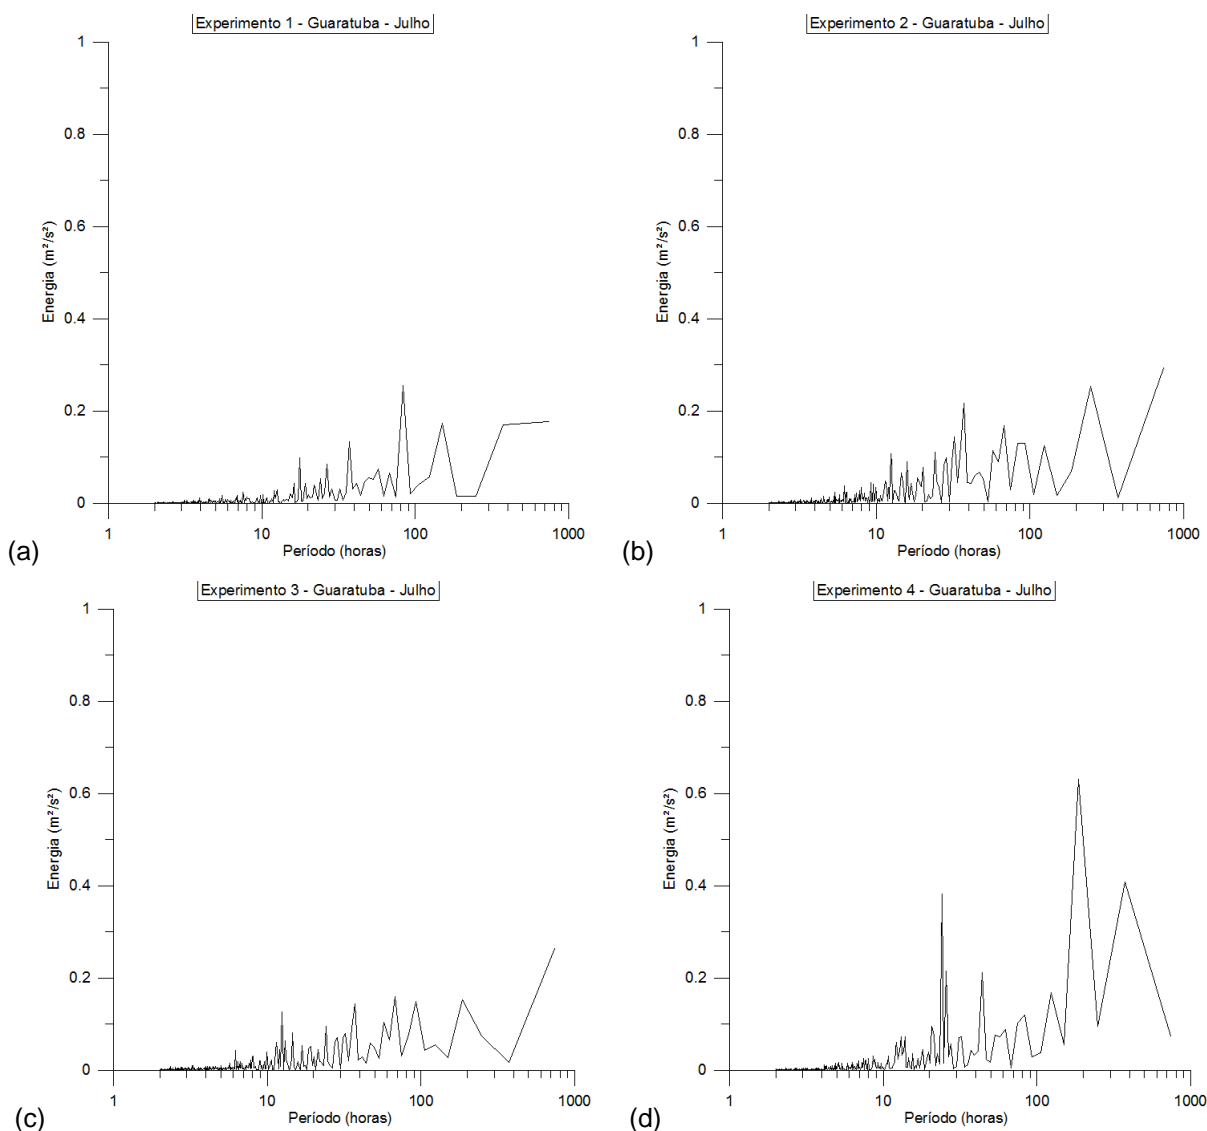 Experimento 1 - Guaratuba - Julho
1
0.8
0.6
0.4
0.2
0
Energia (m²/s²)
1
10
100
1000
Período (horas)
(a)
Experimento 2 - Guaratuba - Julho
1
0.8
0.6
0.4
0.2
0
Energia (m²/s²)
1
10
100
1000
Período (horas)
(b)
Experimento 3 - Guaratuba - Julho
1
0.8
0.6
0.4
0.2
0
Energia (m²/s²)
1
10
100
1000
Período (horas)
(c)
Experimento 4 - Guaratuba - Julho
1
0.8
0.6
0.4
0.2
0
Energia (m²/s²)
1
10
100
1000
Período (horas)
(d)